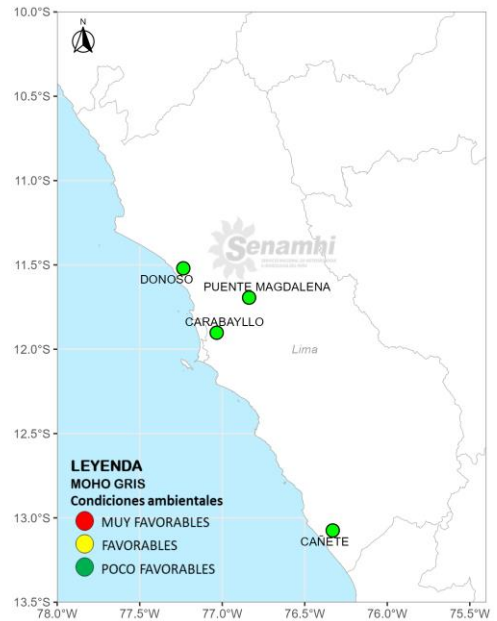 N
10.0°S
10.5°S
11.0°S
11.5°S
12.0°S
12.5°S
13.0°S
13.5°S
Senamhi
DONOSO
PUENTE MAGDALENA
CARABAYLLO
Lima
CAÑETE
LEYENDA
MOHO GRIS
Condiciones ambientales
MUY FAVORABLES
FAVORABLES
POCO FAVORABLES
78.0°W 77.5°W 77.0°W 76.5°W 76.0°W 75.5°W